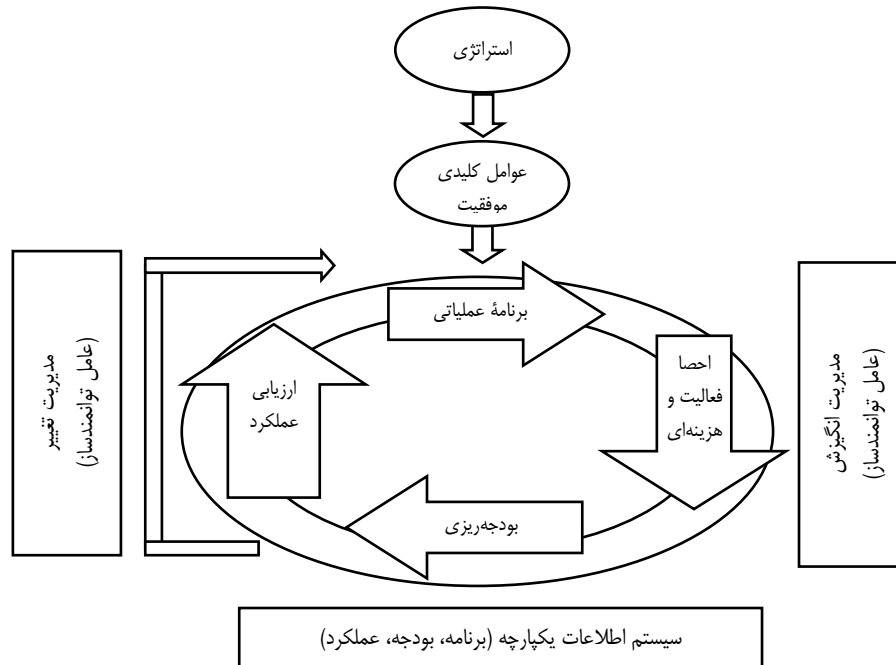 استراتژی
عوامل کلیدی
موفقیت
برنامهٔ عملیاتی
احصا
فعالیت و
هزینه‌ای
بودجه‌ریزی
ارزیابی
عملکرد
مدیریت انگیزش
(عامل توانمندساز)
مدیریت تغییر
(عامل توانمندساز)
سیستم اطلاعات یکپارچه (برنامه، بودجه، عملکرد)